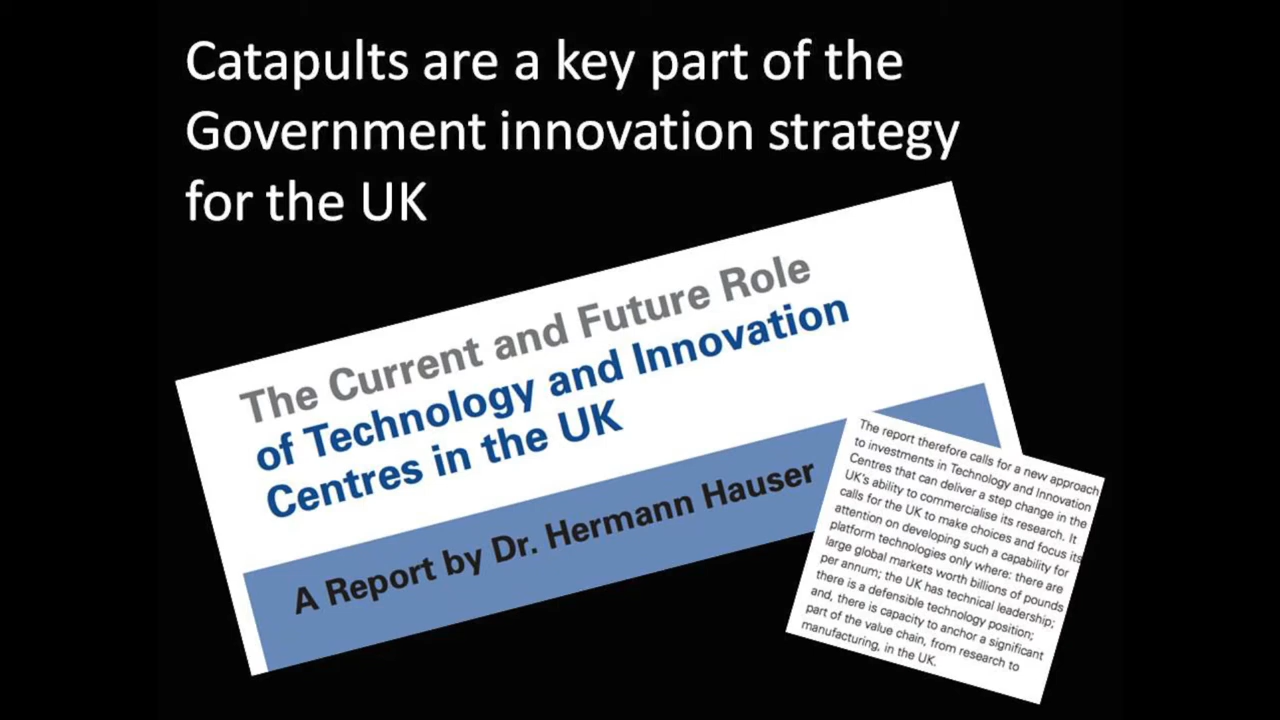 Catapults are a key part of the
Government innovation strategy
for the UK
The Current and Future Role
of Technology and Innovation
Centres in the UK
A Report by Dr. Hermann Hauser
The report therefore calls for a new approach
to investments in Technology and Innovation
Centres that can deliver a step change in the
UK's ability to commercialise its research. It
calls for the UK to make choices and focus its
attention on developing such a capability for
platform technologies only where: there are
large global markets worth billions of pounds
per annum; the UK has technical leadership;
there is a defensible technology position;
and, there is capacity to anchor a significant
part of the value chain, from research to
manufacturing, in the UK.